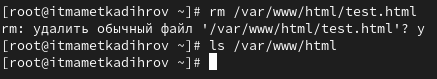 [root@itmametkadihrov ~]# rm /var/www/html/test.html
rm: удалить обычный файл '/var/www/html/test.html'? y
[root@itmametkadihrov ~]# ls /var/www/html
[root@itmametkadihrov ~]#